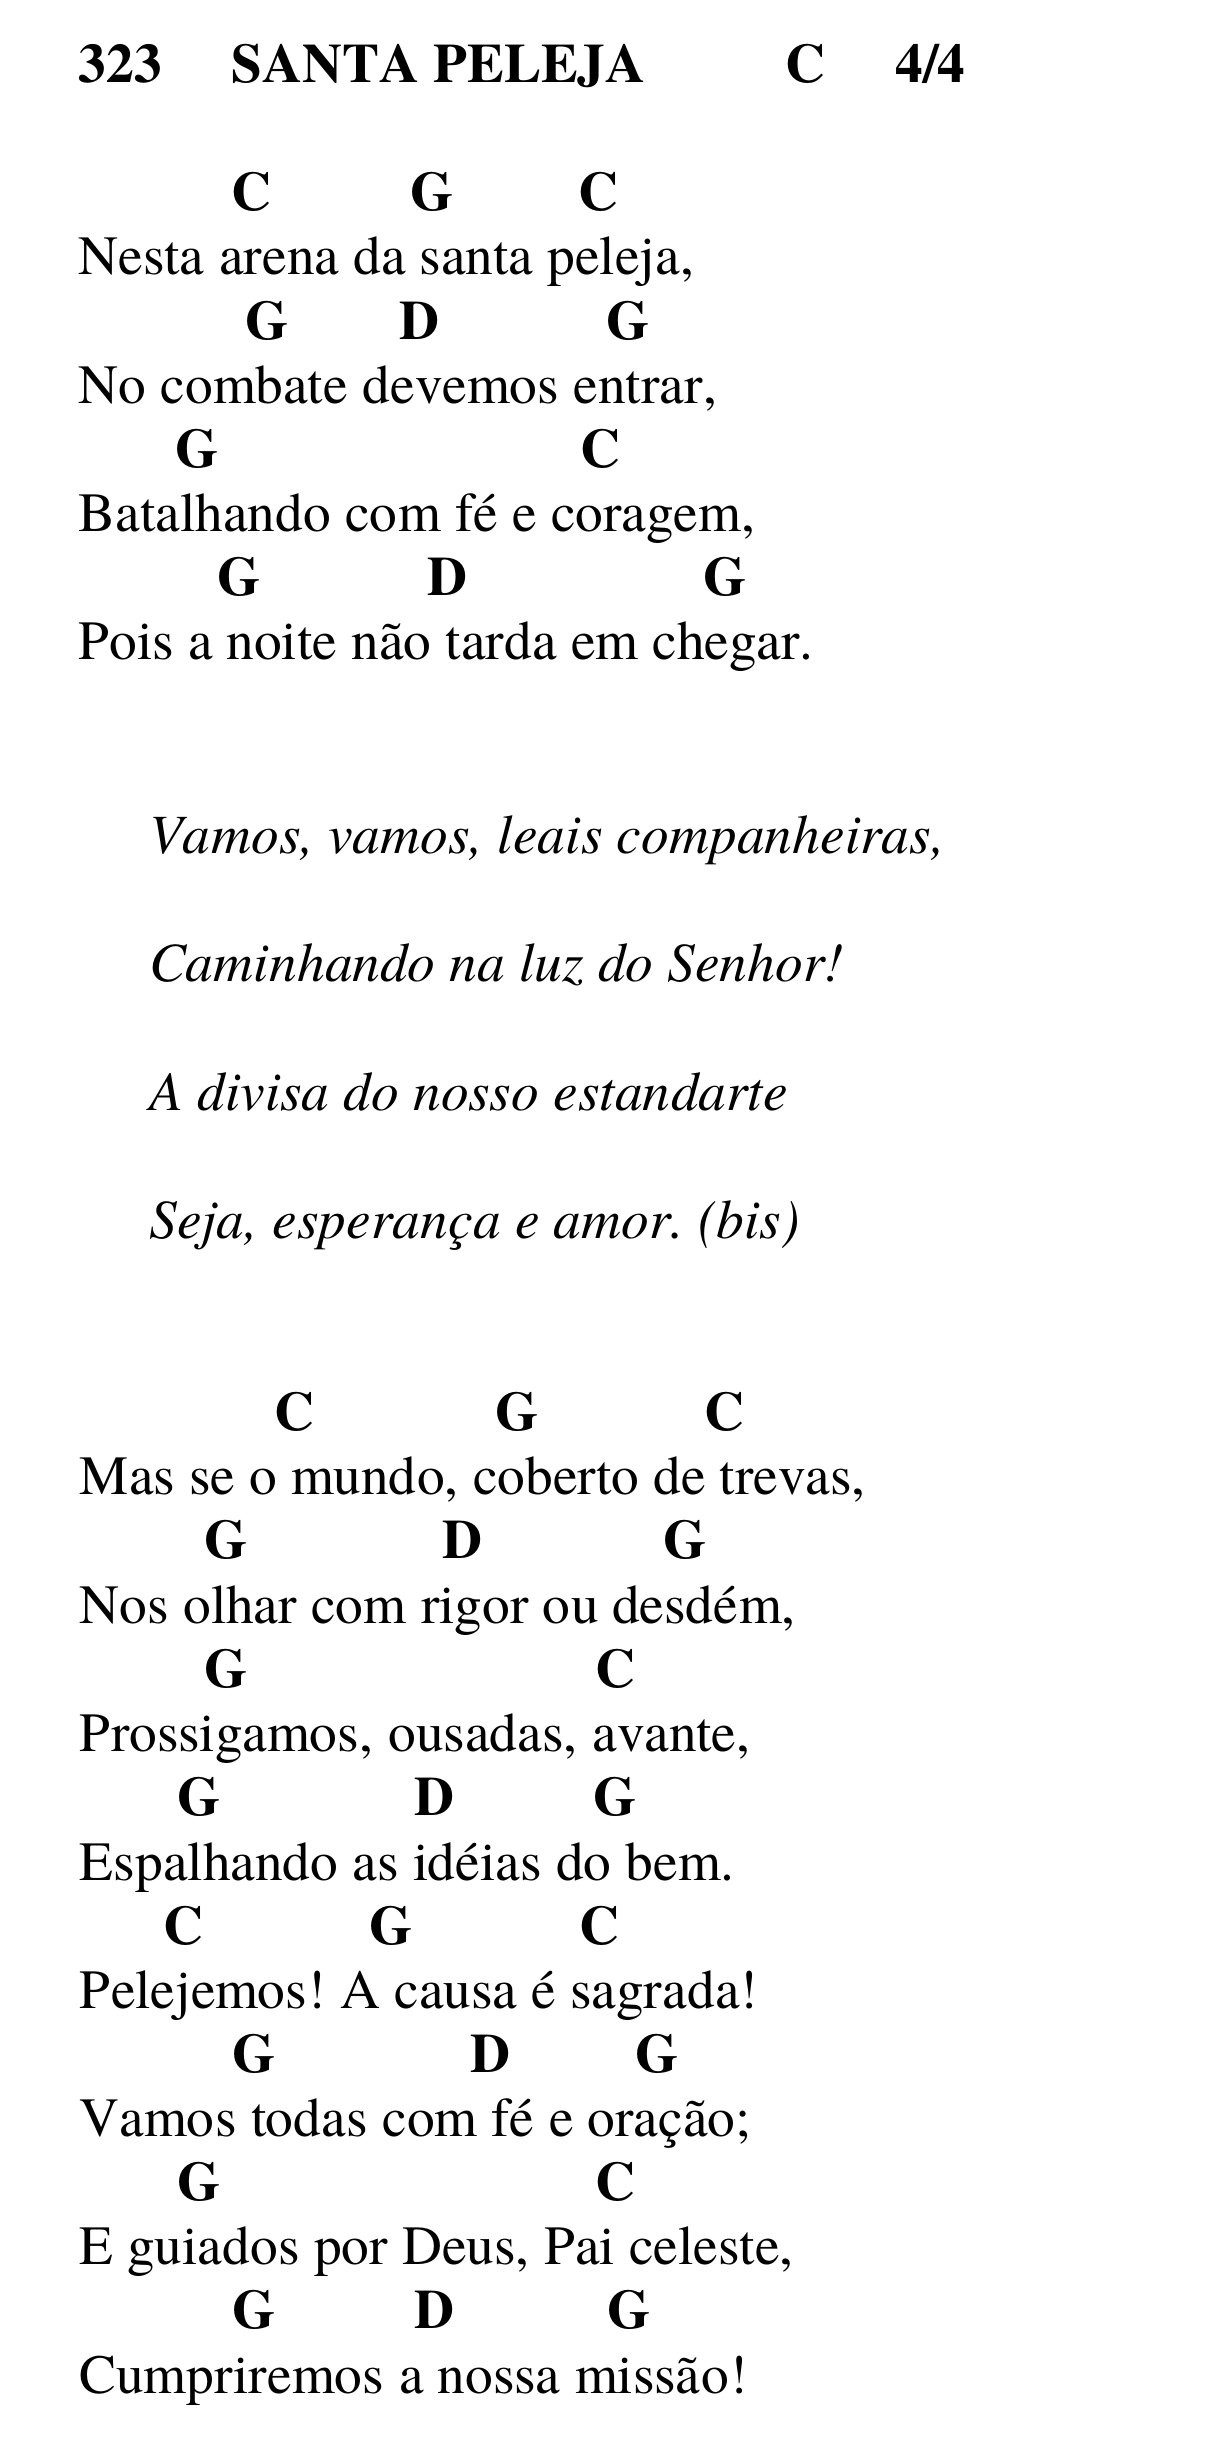 323 SANTA PELEJA C 4/4
C G C
Nesta arena da santa peleja,
G D G
No combate devemos entrar,
G C
Batalhando com fé e coragem,
G D G
Pois a noite não tarda em chegar.
Vamos, vamos, leais companheiras,
Caminhando na luz do Senhor!
A divisa do nosso estandarte
Seja, esperança e amor. (bis)
C G C
Mas se o mundo, coberto de trevas,
G D G
Nos olhar com rigor ou desdém,
G C
Prossigamos, ousadas, avante,
G D G
Espalhando as idéias do bem.
C G C
Pelejemos! A causa é sagrada!
G D G
Vamos todas com fé e oração;
G C
E guiados por Deus, Pai celeste,
G D G
Cumpriremos a nossa missão!